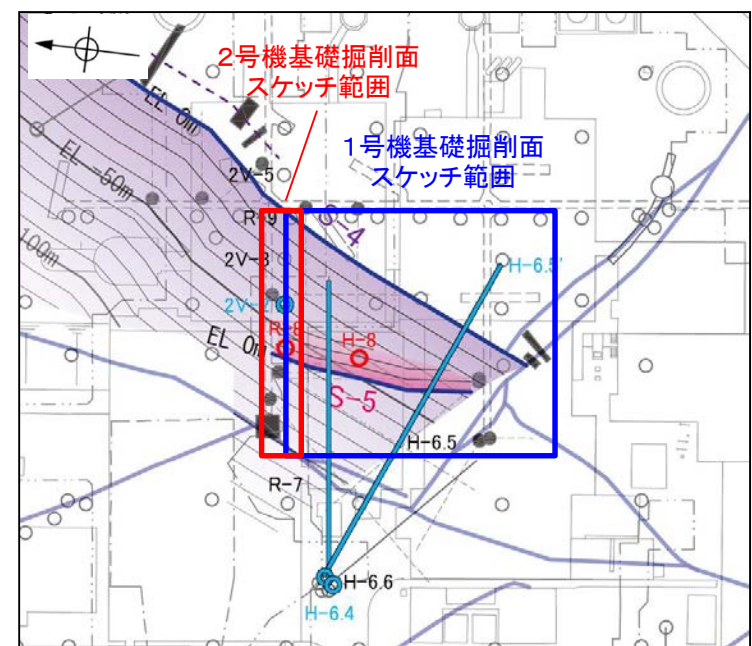 2号機基礎掘削面
スケッチ範囲
EL 0m
1号機基礎掘削面
スケッチ範囲
EL -50m
2V-5
R-9
S-4
100m
2V-3
H-6.5'
2V-2
EL 0m
R-8
H-8
S-5
H-6.5
R-7
H-6.6
H-6.4